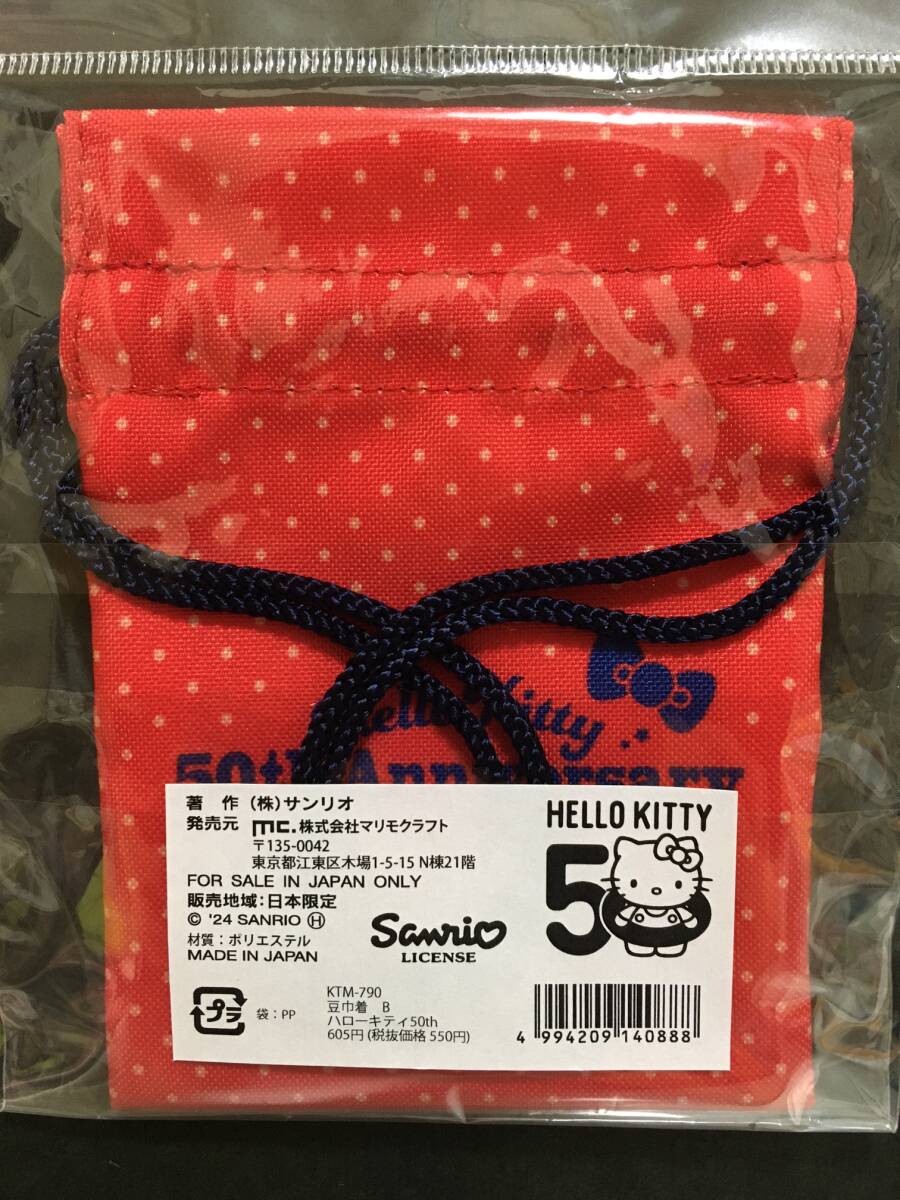 Hello Kitty
50th Anniversary
著 作 (株)サンリオ
発売元 mc.株式会社マリモクラフト
〒135-0042
東京都江東区木場1-5-15 N棟21階
FOR SALE IN JAPAN ONLY
販売地域:日本限定
© '24 SANRIO Ⓗ
材質:ポリエステル
MADE IN JAPAN
Sanrio
LICENSE
HELLO KITTY
50
プラ 袋:PP
KTM-790
豆巾着 B
ハローキティ50th
605円(税抜価格 550円)
4 994209 140888